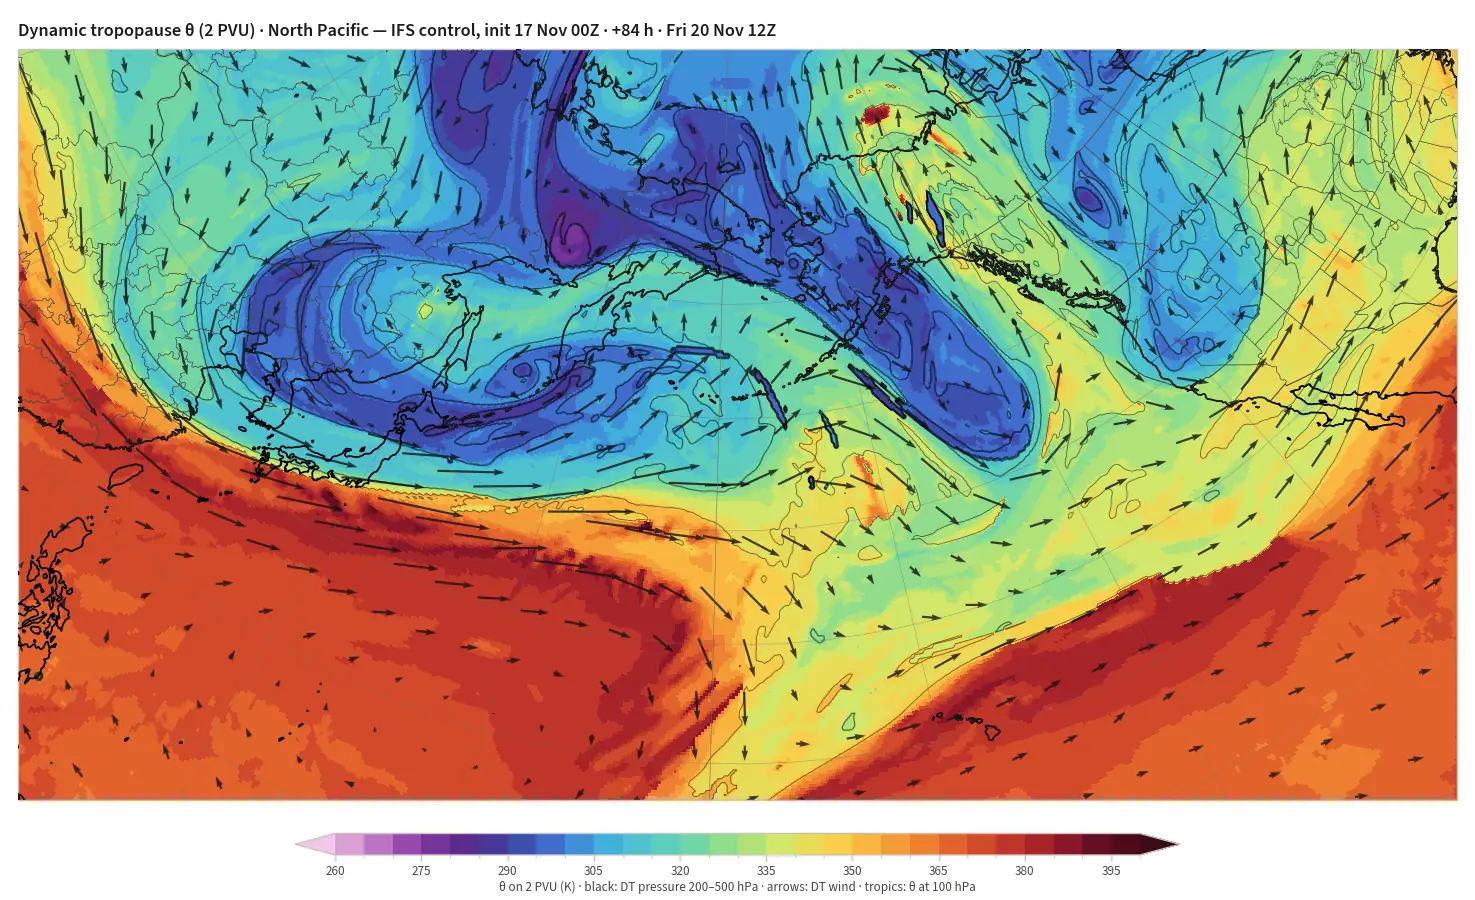 Dynamic tropopause θ (2 PVU) · North Pacific — IFS control, init 17 Nov 00Z · +84 h · Fri 20 Nov 12Z
260 275 290 305 320 335 350 365 380 395
θ on 2 PVU (K) · black: DT pressure 200–500 hPa · arrows: DT wind · tropics: θ at 100 hPa